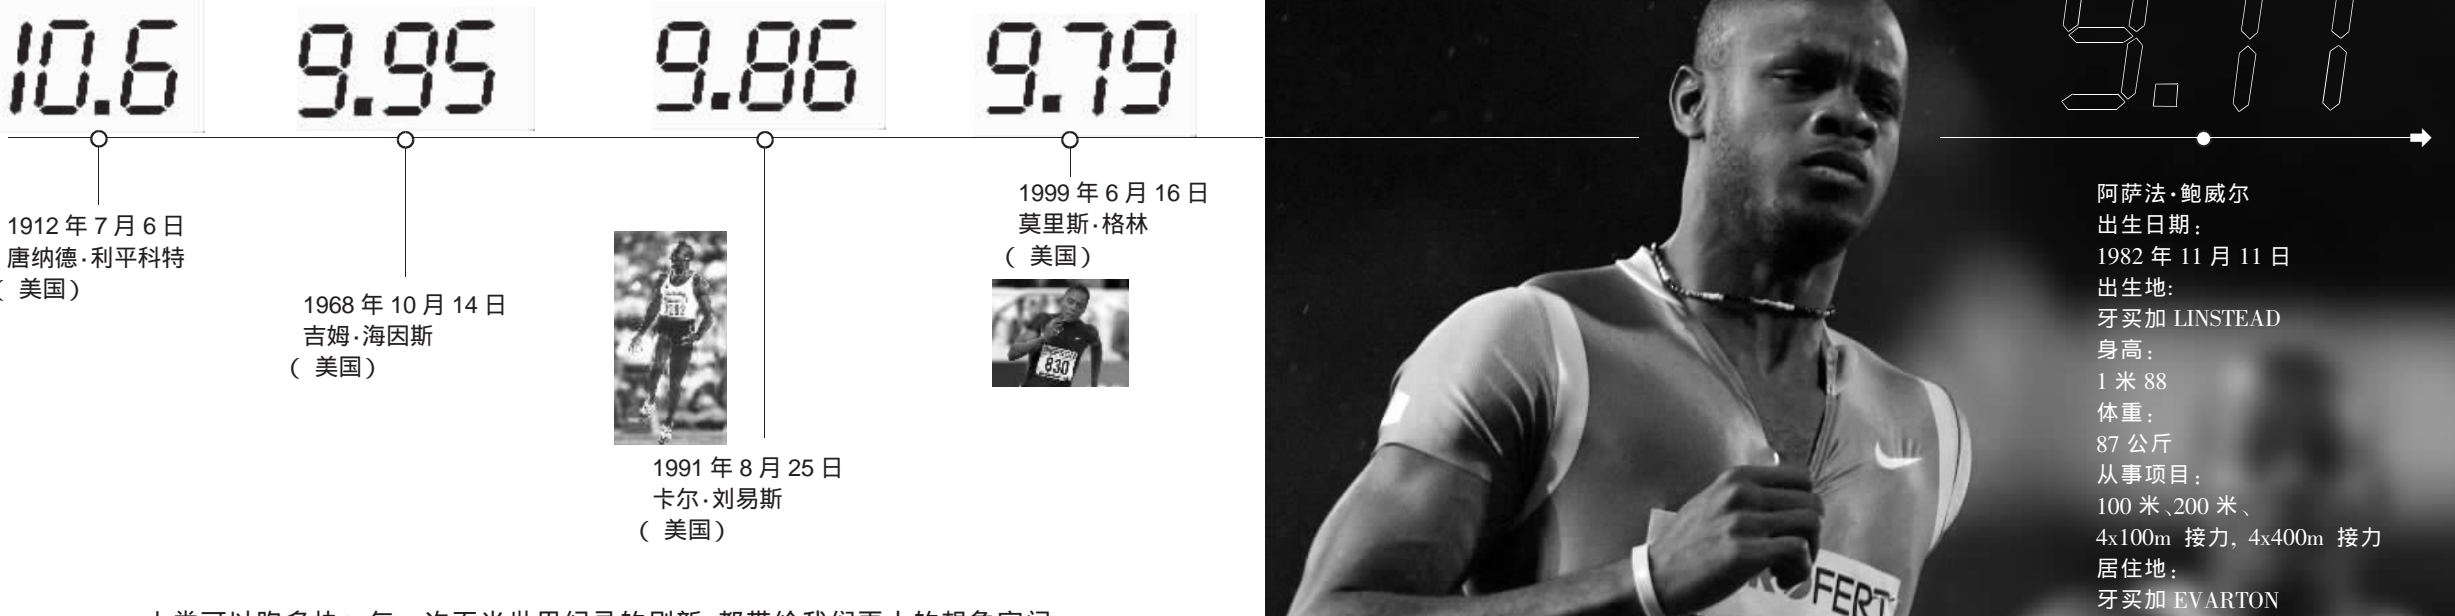 10.6
1912 年 7 月 6 日
唐纳德·利平科特
( 美国)
9.95
1968 年 10 月 14 日
吉姆·海因斯
( 美国)
9.86
1991 年 8 月 25 日
卡尔·刘易斯
( 美国)
9.79
1999 年 6 月 16 日
莫里斯·格林
( 美国)
830
阿萨法·鲍威尔
出生日期:
1982 年 11 月 11 日
出生地:
牙买加 LINSTEAD
身高:
1 米 88
体重:
87 公斤
从事项目:
100 米、200 米、
4x100m 接力, 4x400m 接力
居住地:
牙买加 EVARTON
FERT